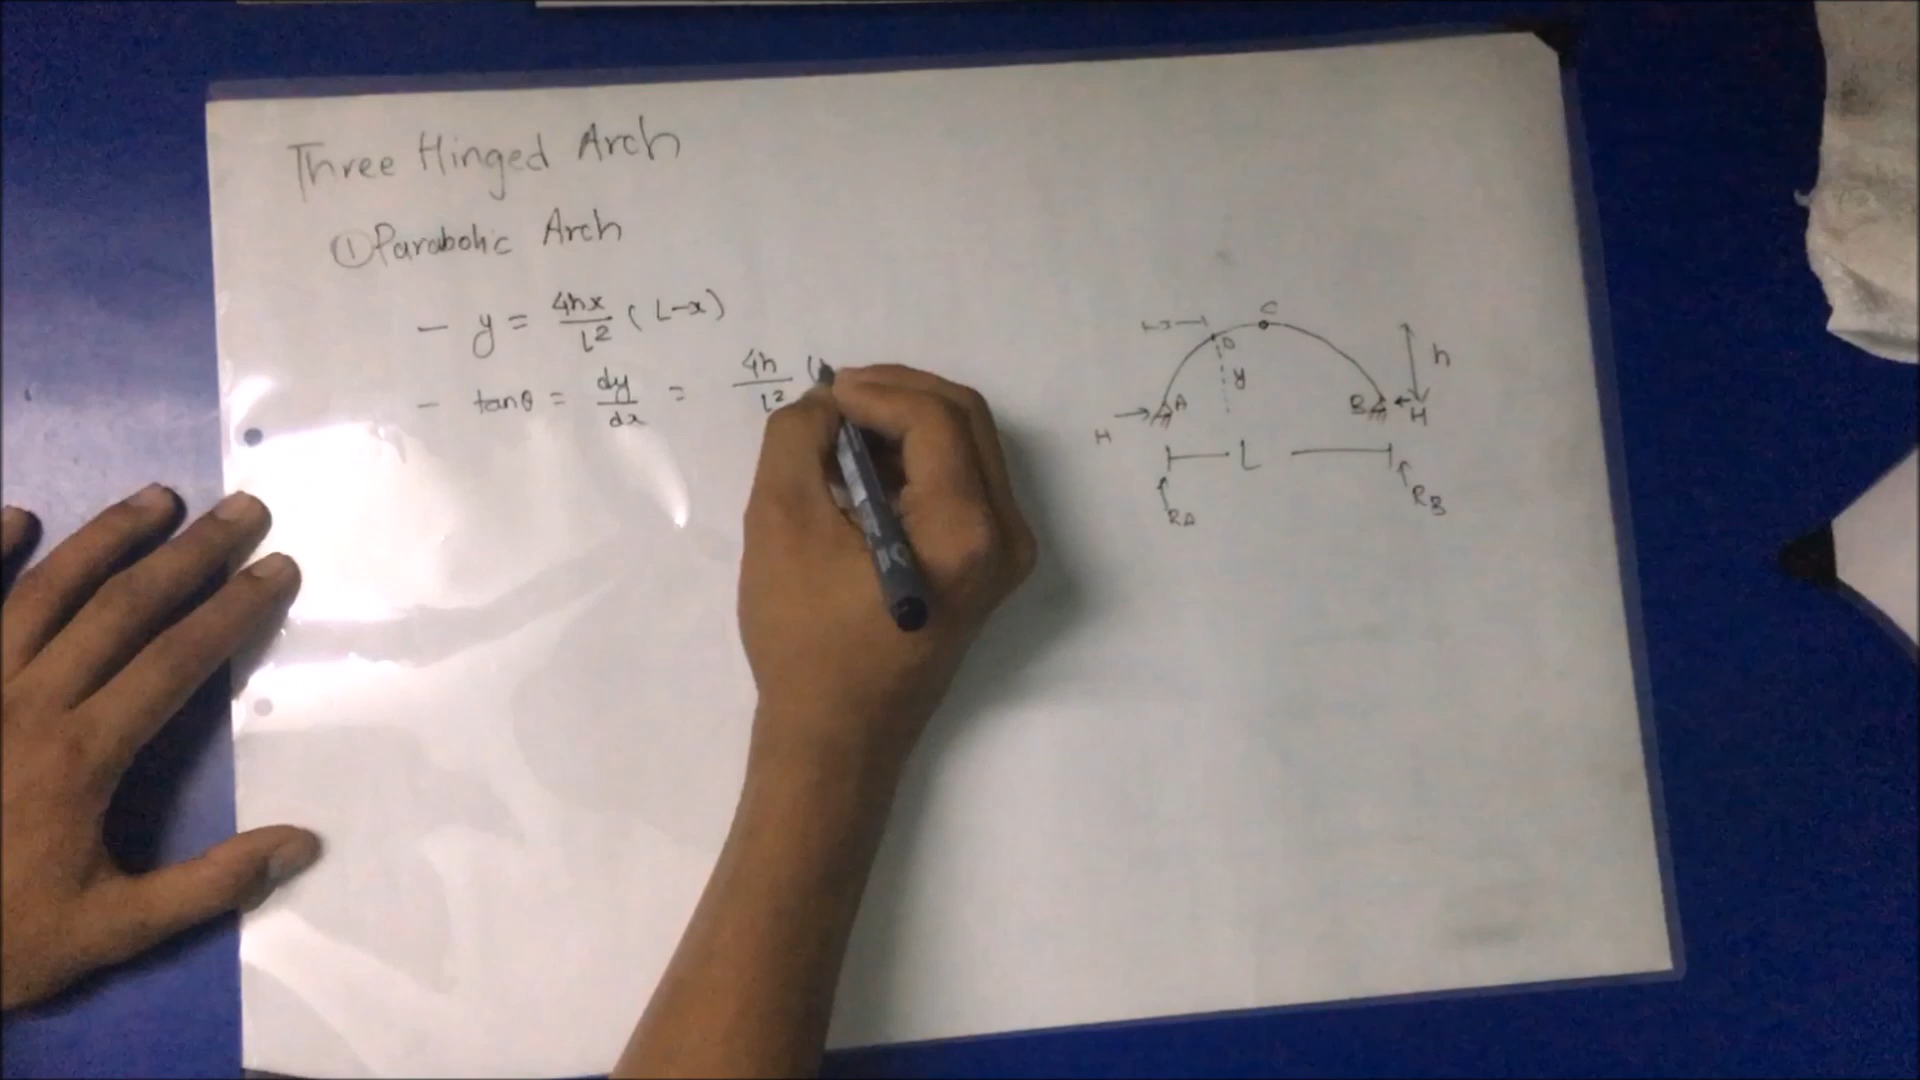 Three Hinged Arch
① Parabolic Arch
- y = 4hx/L² (L-x)
- tanθ = dy/dx = 4h/L² (
C
x
D
y
h
H
A
B
H
L
RA
RB